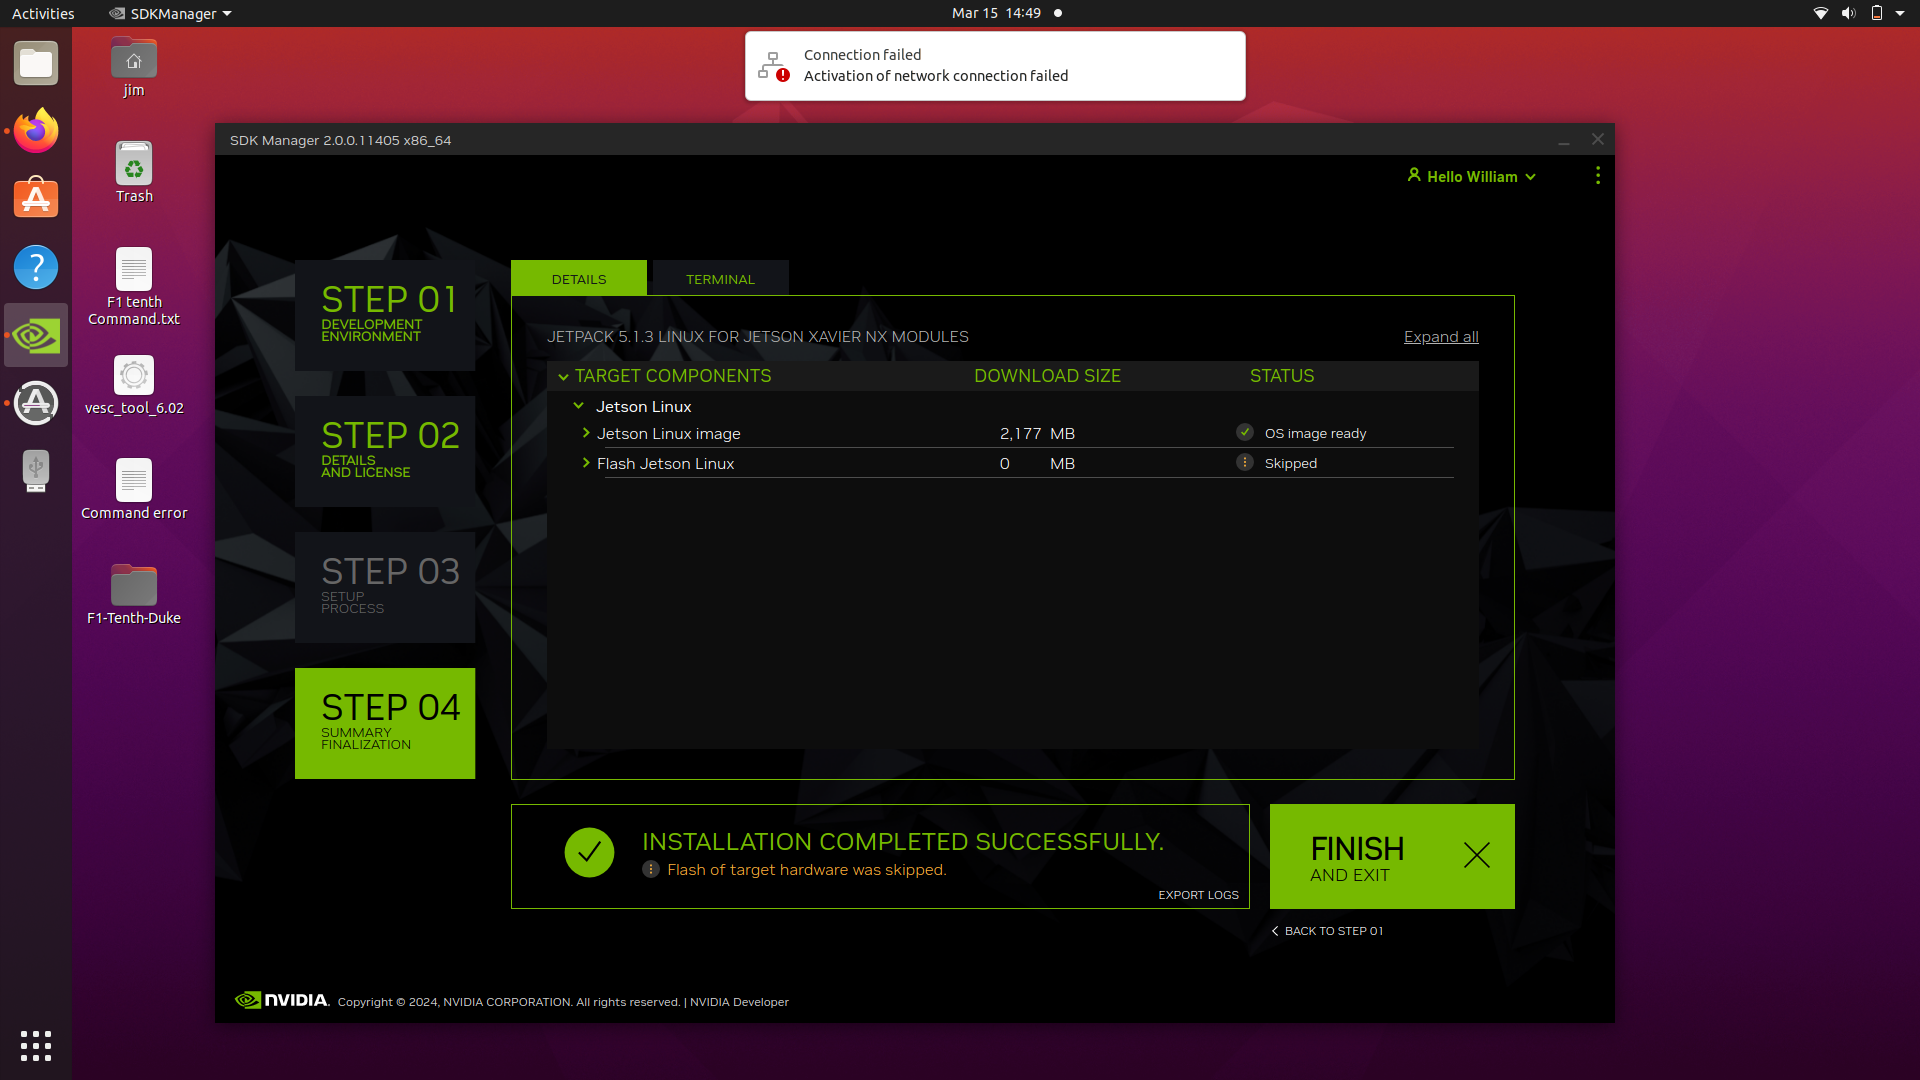 Activities
SDKManager
Mar 15 14:49
Connection failed
Activation of network connection failed
jim
Trash
F1 tenth
Command.txt
vesc_tool_6.02
Command error
F1-Tenth-Duke
SDK Manager 2.0.0.11405 x86_64
Hello William
STEP 01
DEVELOPMENT
ENVIRONMENT
STEP 02
DETAILS
AND LICENSE
STEP 03
SETUP
PROCESS
STEP 04
SUMMARY
FINALIZATION
DETAILS
TERMINAL
JETPACK 5.1.3 LINUX FOR JETSON XAVIER NX MODULES
Expand all
TARGET COMPONENTS DOWNLOAD SIZE STATUS
Jetson Linux
Jetson Linux image 2,177 MB OS image ready
Flash Jetson Linux 0 MB Skipped
INSTALLATION COMPLETED SUCCESSFULLY.
Flash of target hardware was skipped.
EXPORT LOGS
FINISH
AND EXIT
BACK TO STEP 01
NVIDIA. Copyright © 2024, NVIDIA CORPORATION. All rights reserved. | NVIDIA Developer